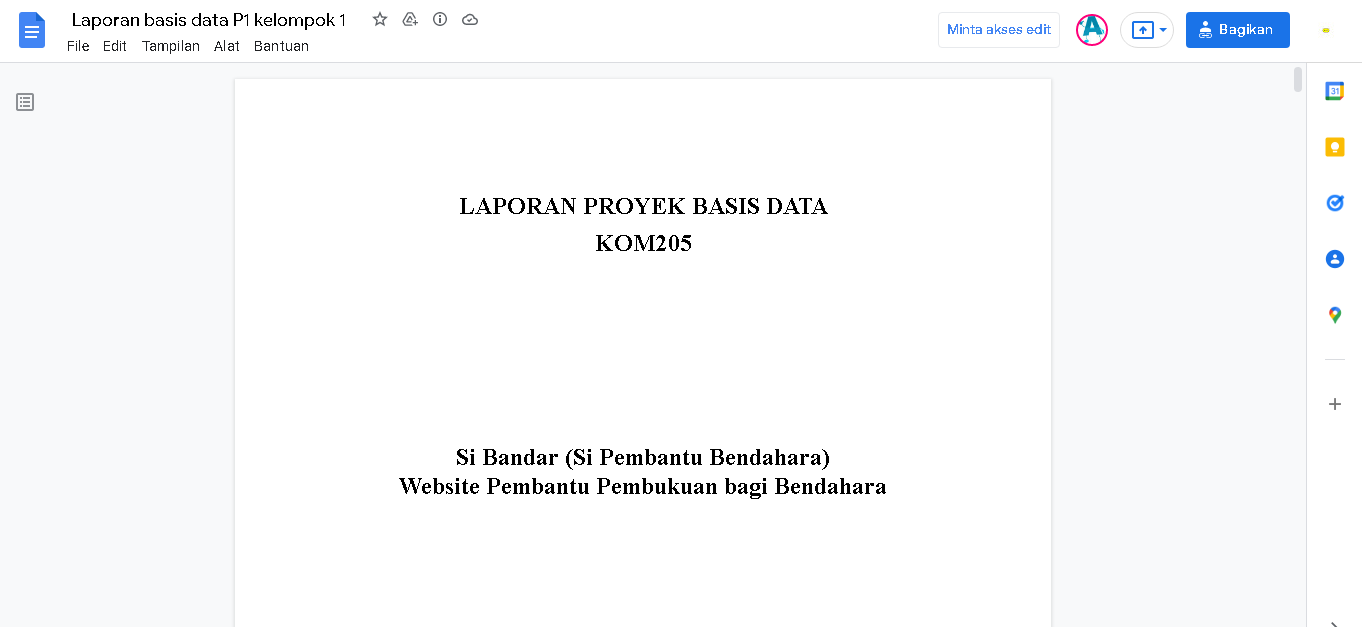 Laporan basis data P1 kelompok 1
File Edit Tampilan Alat Bantuan
Minta akses edit
A
Bagikan
31
LAPORAN PROYEK BASIS DATA
KOM205
Si Bandar (Si Pembantu Bendahara)
Website Pembantu Pembukuan bagi Bendahara